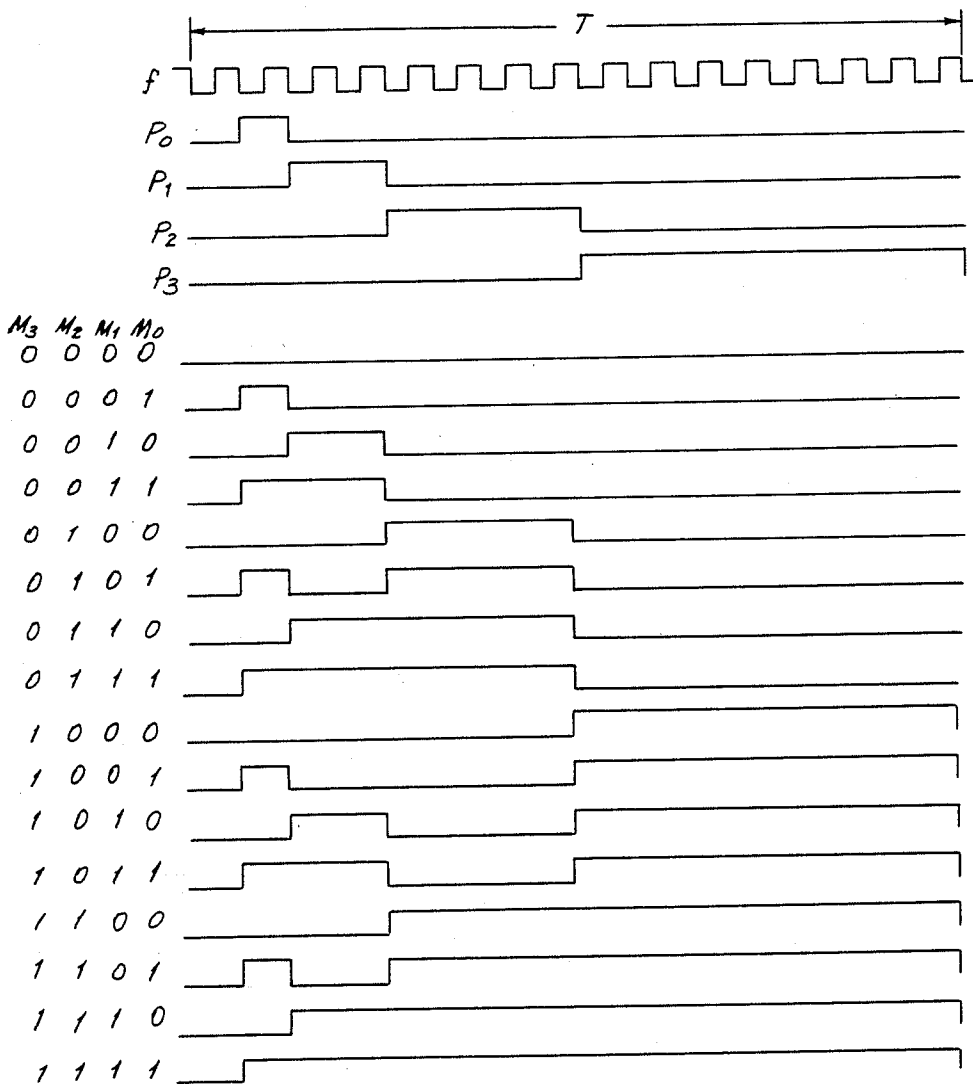 T
f
P0
P1
P2
P3
M3 M2 M1 M0
0 0 0 0
0 0 0 1
0 0 1 0
0 0 1 1
0 1 0 0
0 1 0 1
0 1 1 0
0 1 1 1
1 0 0 0
1 0 0 1
1 0 1 0
1 0 1 1
1 1 0 0
1 1 0 1
1 1 1 0
1 1 1 1